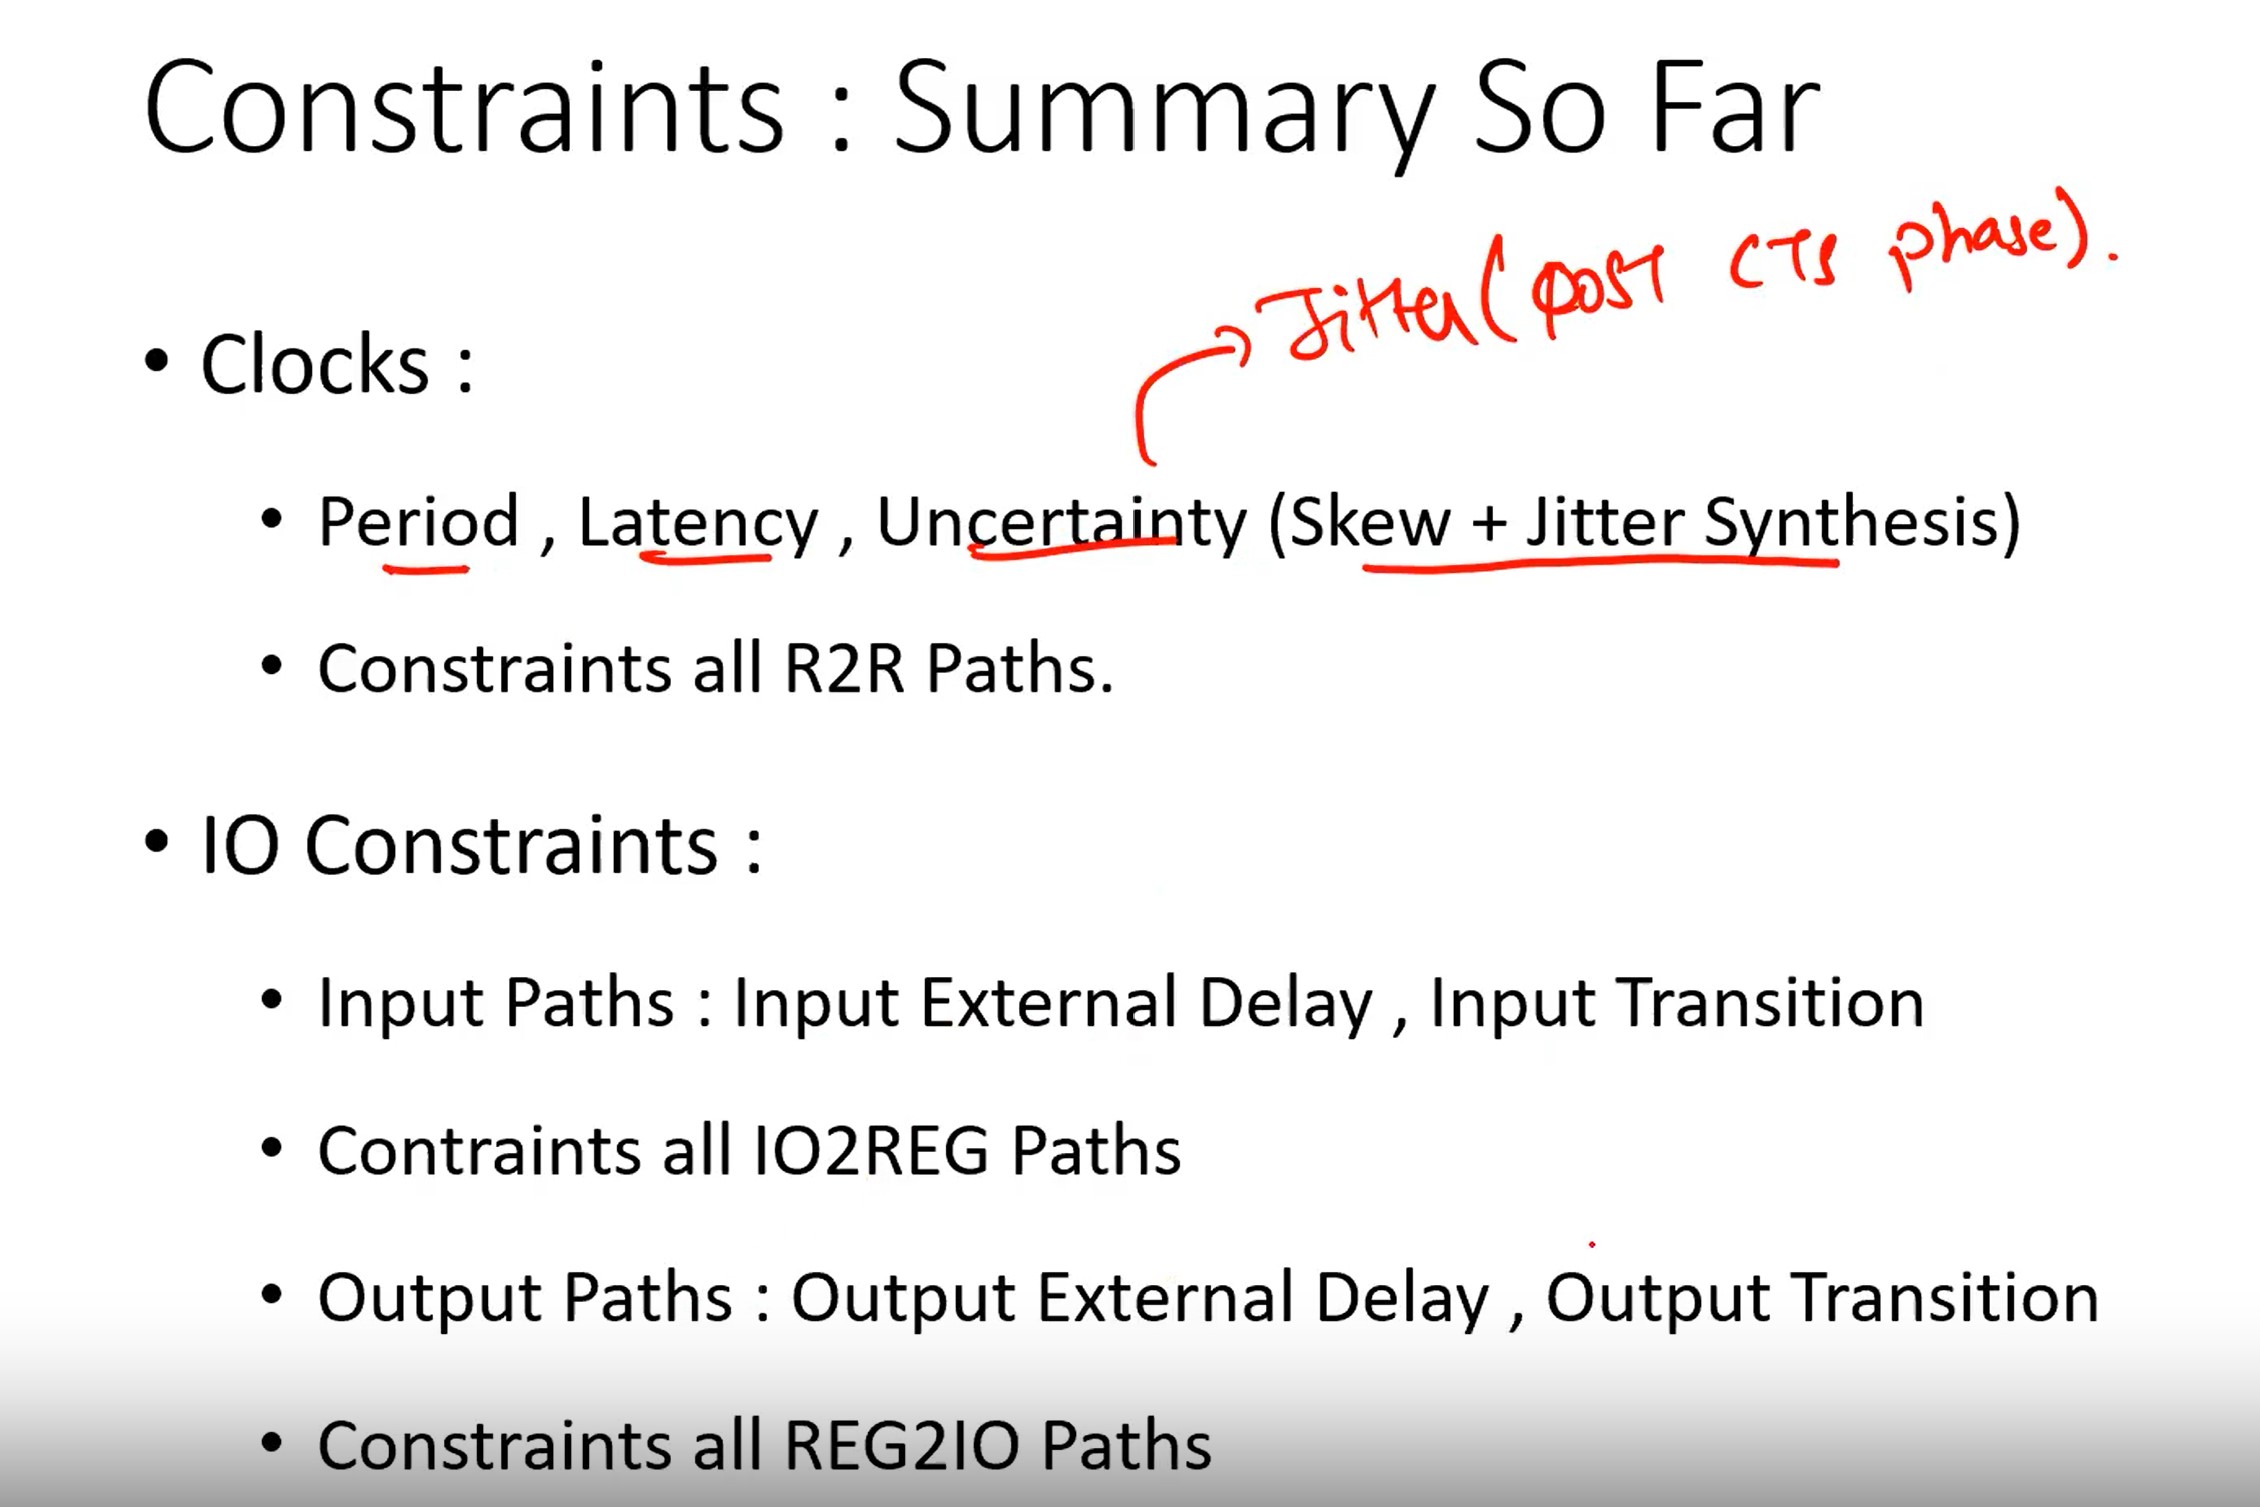 Constraints : Summary So Far
Jitter (post CTS phase).
• Clocks :
• Period , Latency , Uncertainty (Skew + Jitter Synthesis)
• Constraints all R2R Paths.
• IO Constraints :
• Input Paths : Input External Delay , Input Transition
• Contraints all IO2REG Paths
• Output Paths : Output External Delay , Output Transition
• Constraints all REG2IO Paths